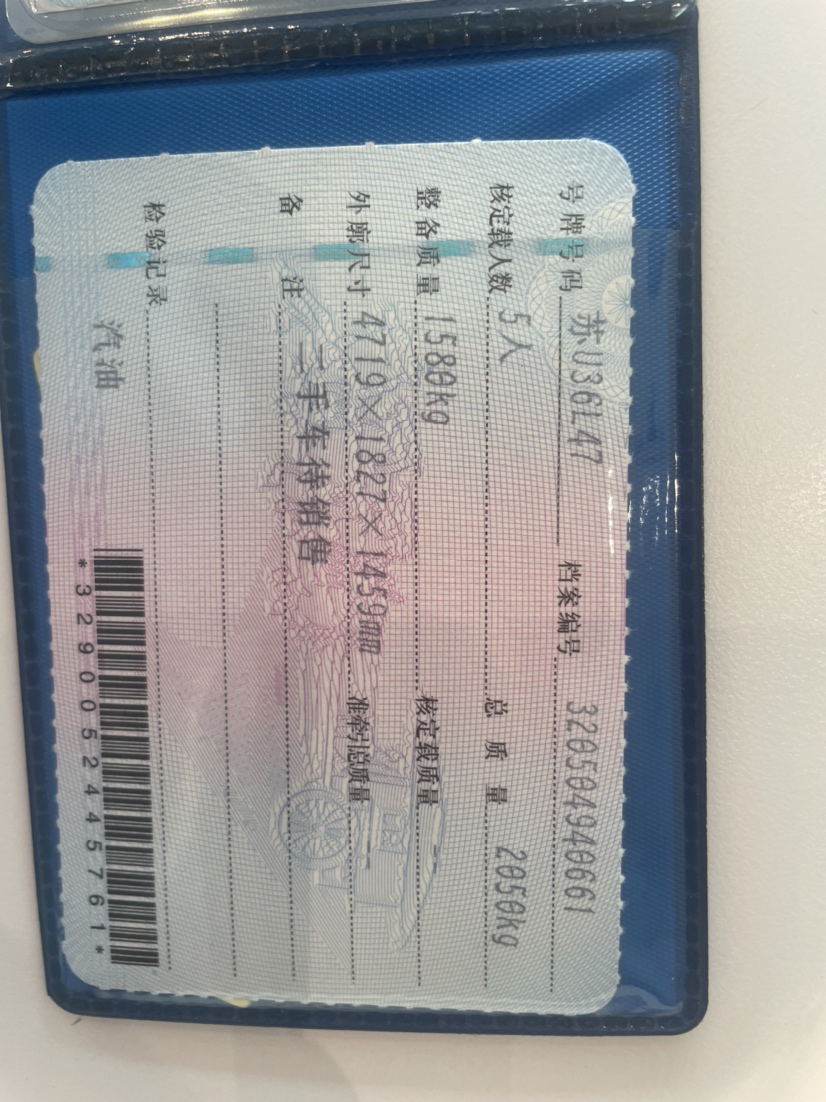 号牌号码 苏U36L47 档案编号 320504940661
核定载人数 5人 总质量 2050kg
整备质量 1580kg 核定载质量 --
外廓尺寸 4719×1827×1459mm 准牵引总质量 --
备注 二手车待销售
检验记录
汽油
*3290052445761*